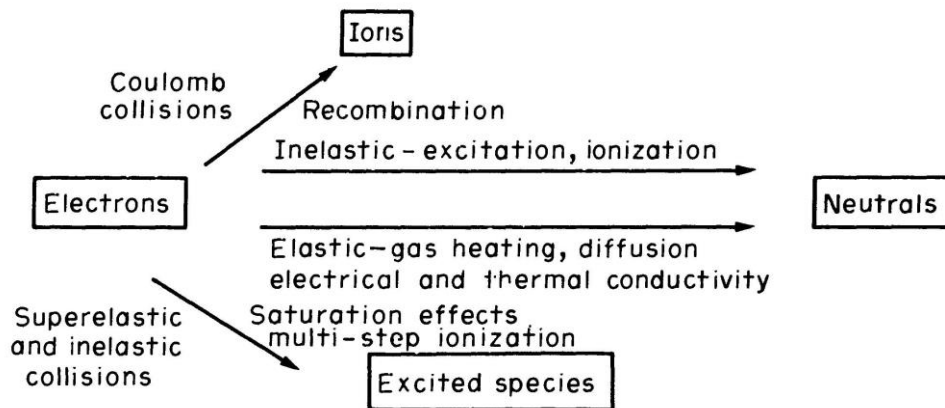 Ions
Coulomb
collisions
Recombination
Inelastic-excitation, ionization
Electrons
Neutrals
Elastic-gas heating, diffusion
electrical and thermal conductivity
Superelastic
and inelastic
collisions
Saturation effects,
multi-step ionization
Excited species